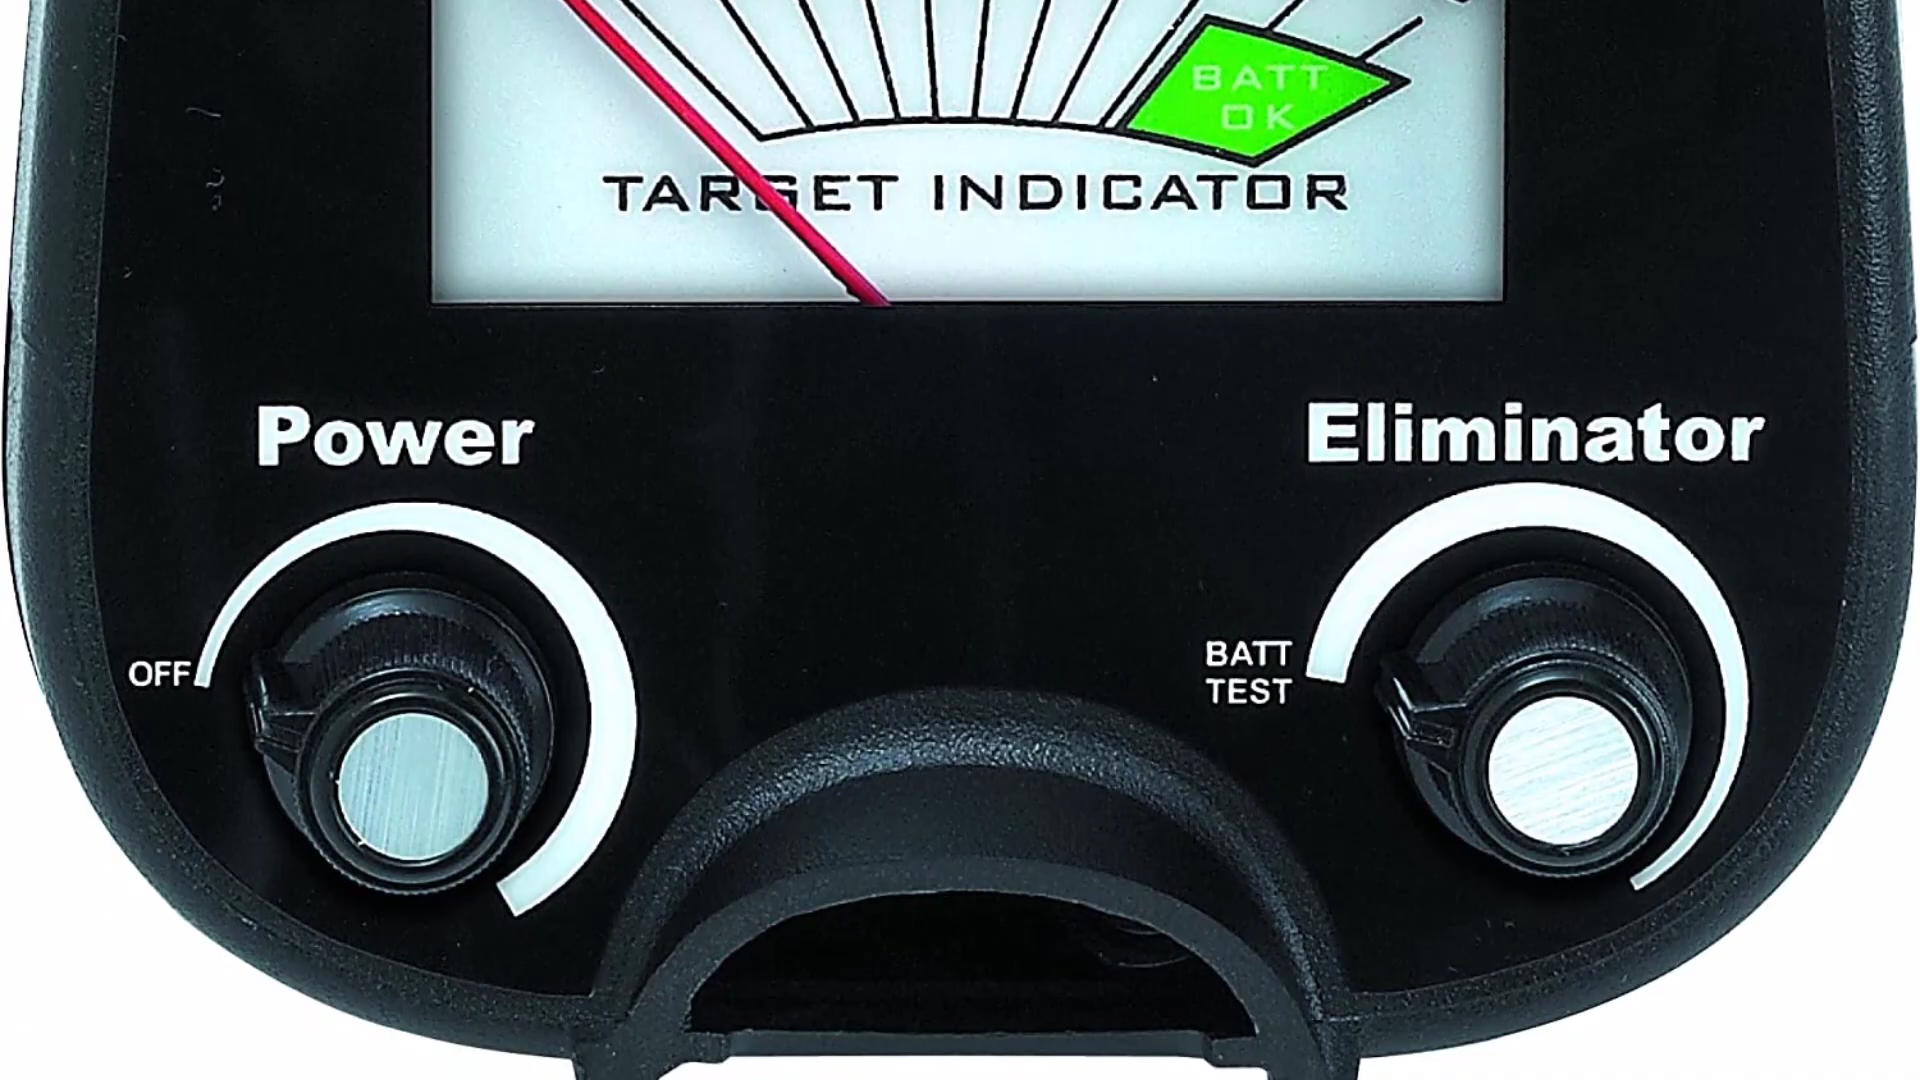 BATT
OK
TARGET INDICATOR
Power
Eliminator
OFF
BATT
TEST